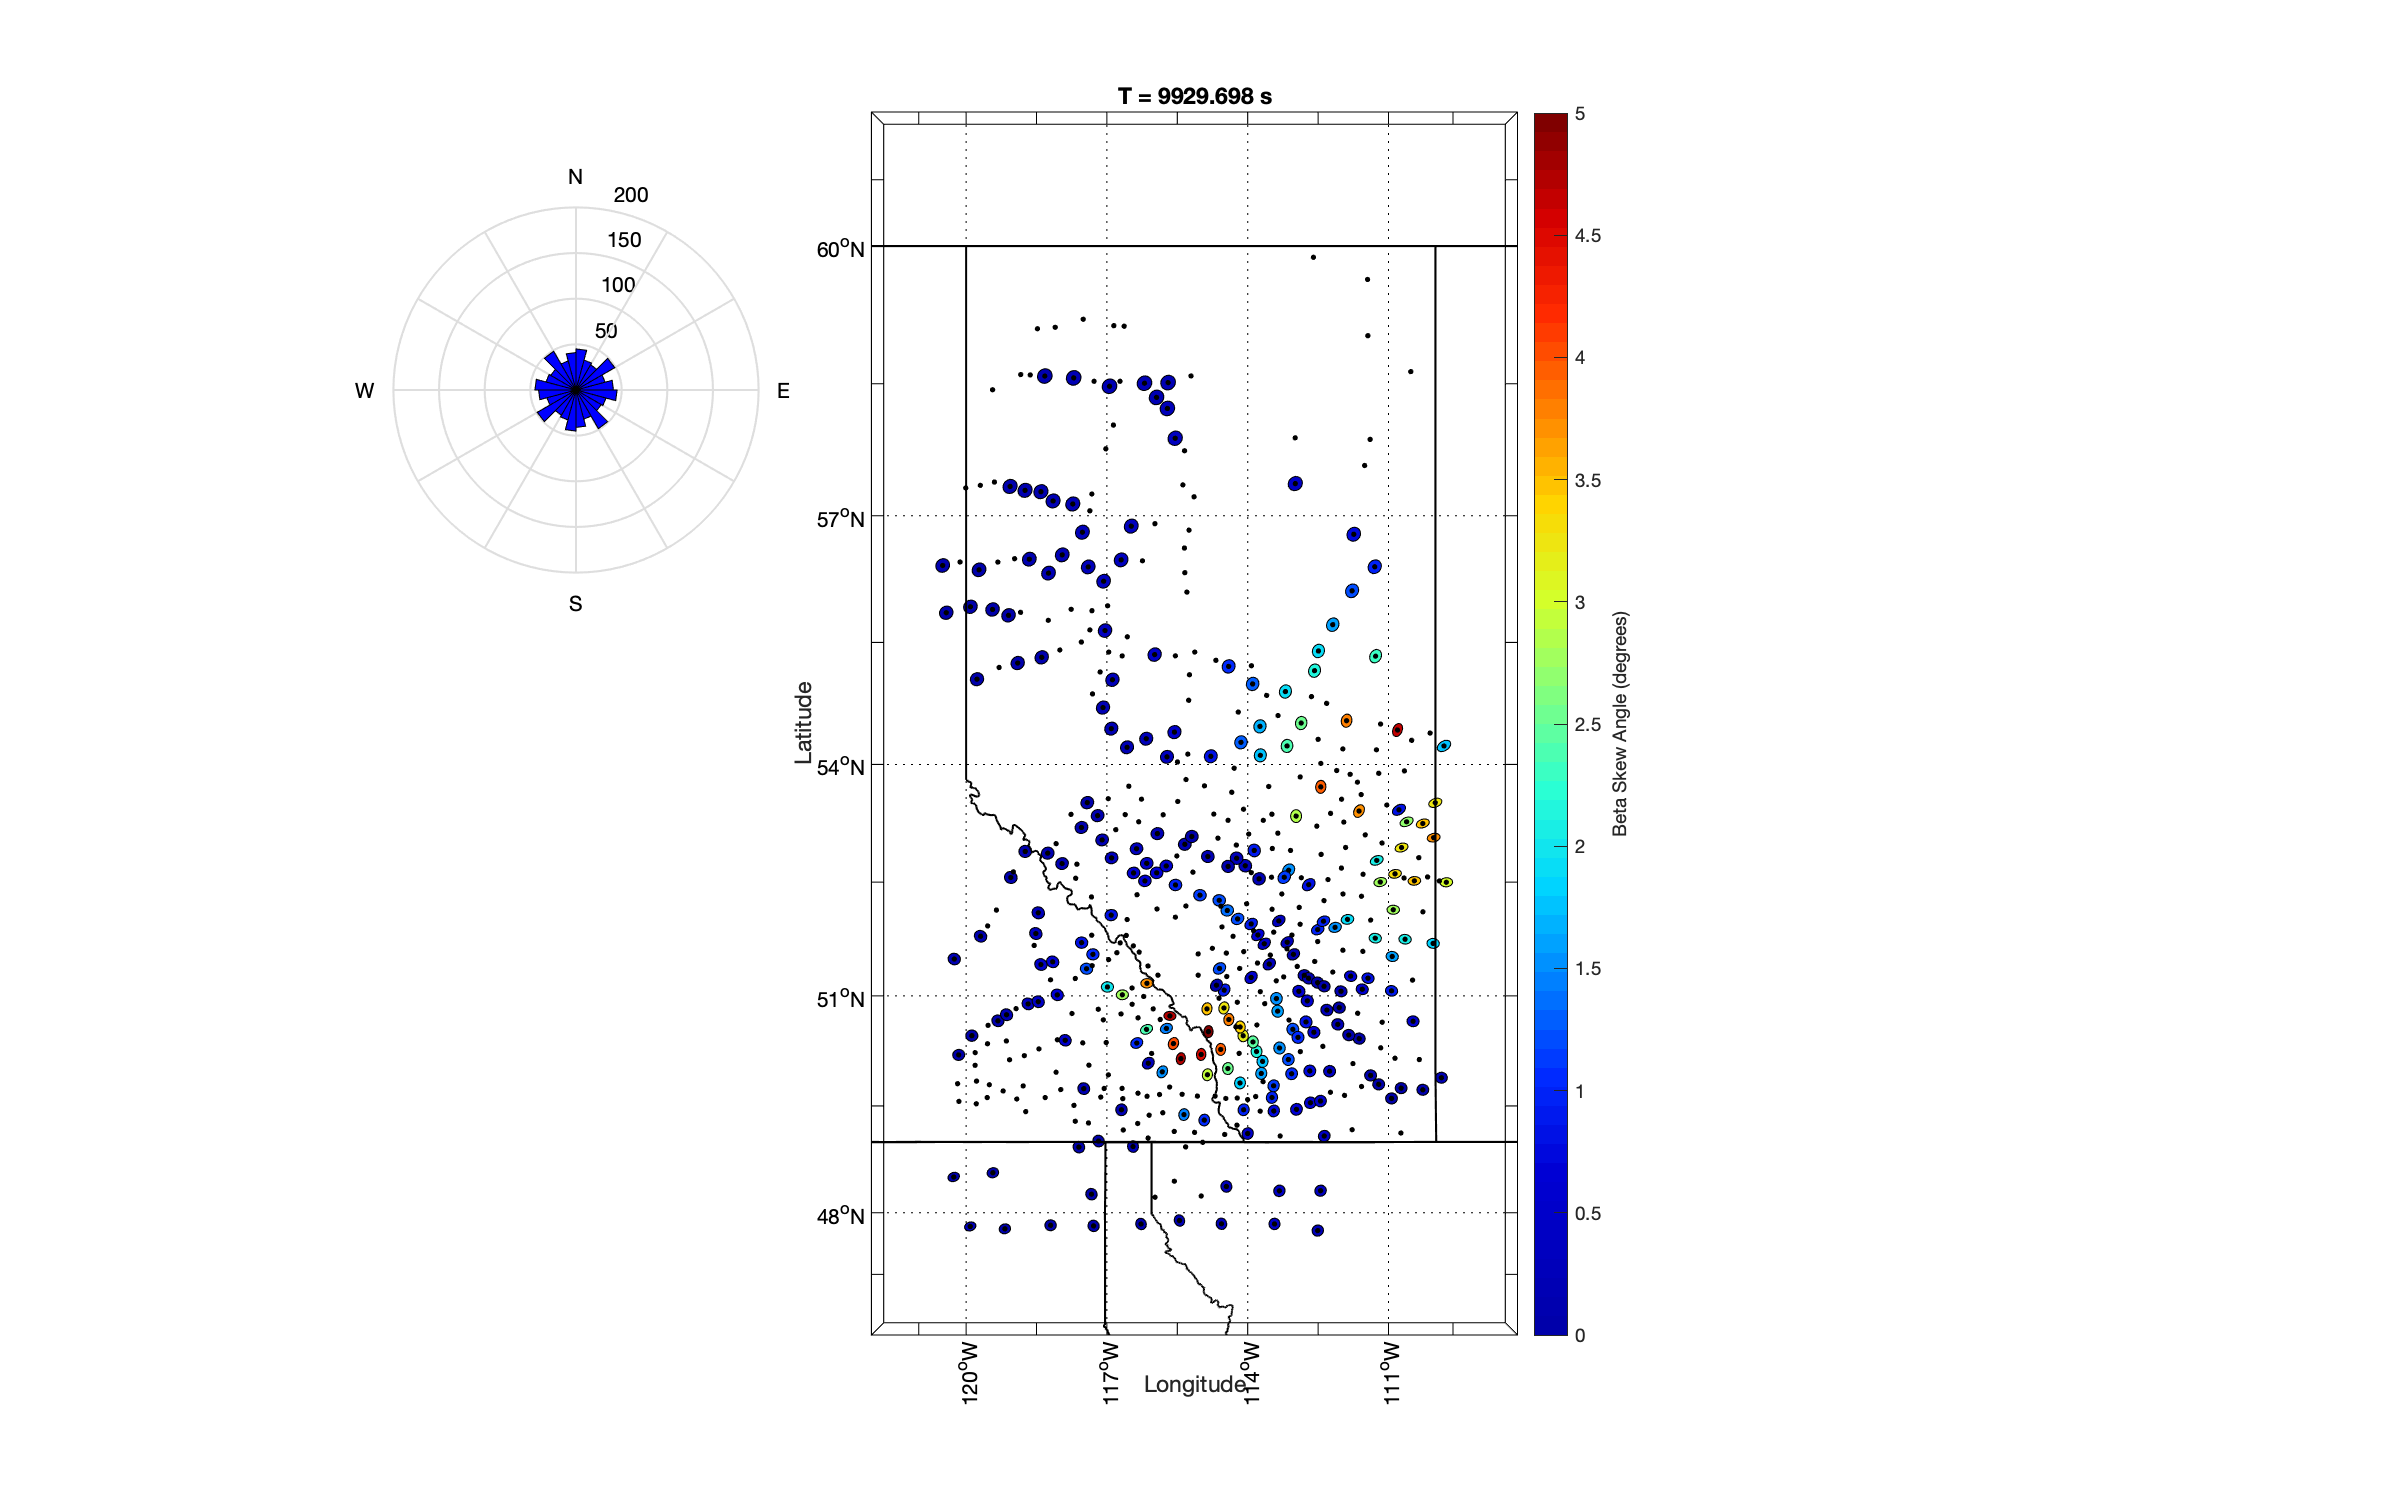 T = 9929.698 s
N
200
150
100
50
W
E
S
60°N
57°N
54°N
51°N
48°N
Latitude
120°W
117°W
114°W
111°W
Longitude
5
4.5
4
3.5
3
2.5
2
1.5
1
0.5
0
Beta Skew Angle (degrees)